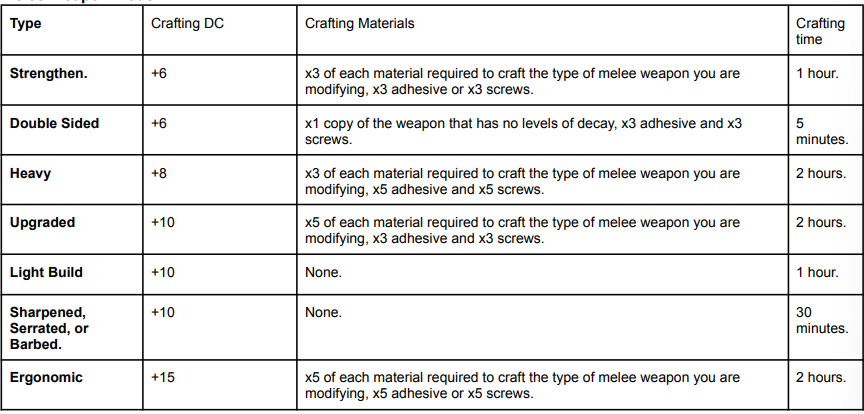 Type Crafting DC Crafting Materials Crafting
time
Strengthen. +6 x3 of each material required to craft the type of melee weapon you are 1 hour.
modifying, x3 adhesive or x3 screws.
Double Sided +6 x1 copy of the weapon that has no levels of decay, x3 adhesive and x3 5
screws. minutes.
Heavy +8 x3 of each material required to craft the type of melee weapon you are 2 hours.
modifying, x5 adhesive and x5 screws.
Upgraded +10 x5 of each material required to craft the type of melee weapon you are 2 hours.
modifying, x3 adhesive and x3 screws.
Light Build +10 None. 1 hour.
Sharpened, +10 None. 30
Serrated, or minutes.
Barbed.
Ergonomic +15 x5 of each material required to craft the type of melee weapon you are 2 hours.
modifying, x5 adhesive or x5 screws.